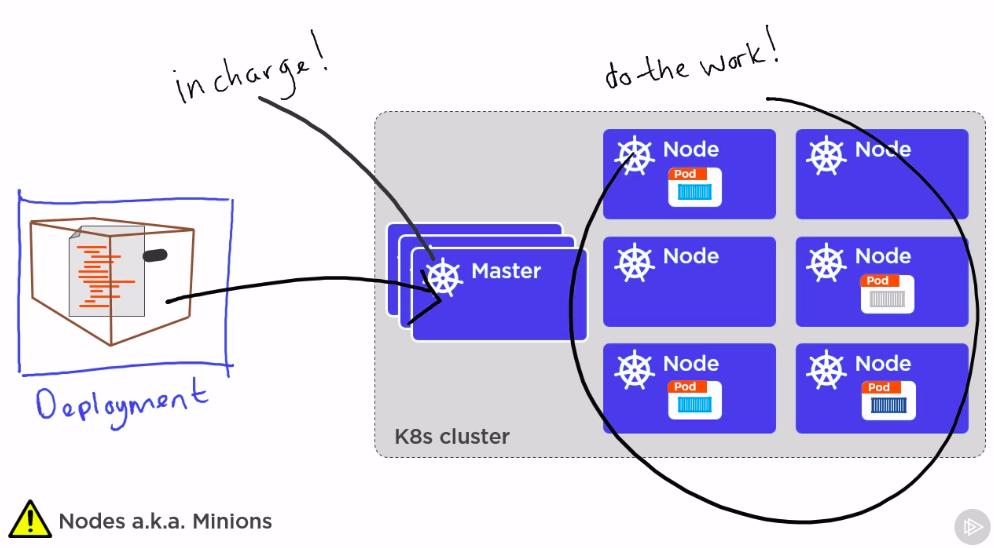 in charge!
do the work!
Node
Pod
Node
Master
Node
Node
Pod
Node
Pod
Node
Pod
Deployment
K8s cluster
Nodes a.k.a. Minions